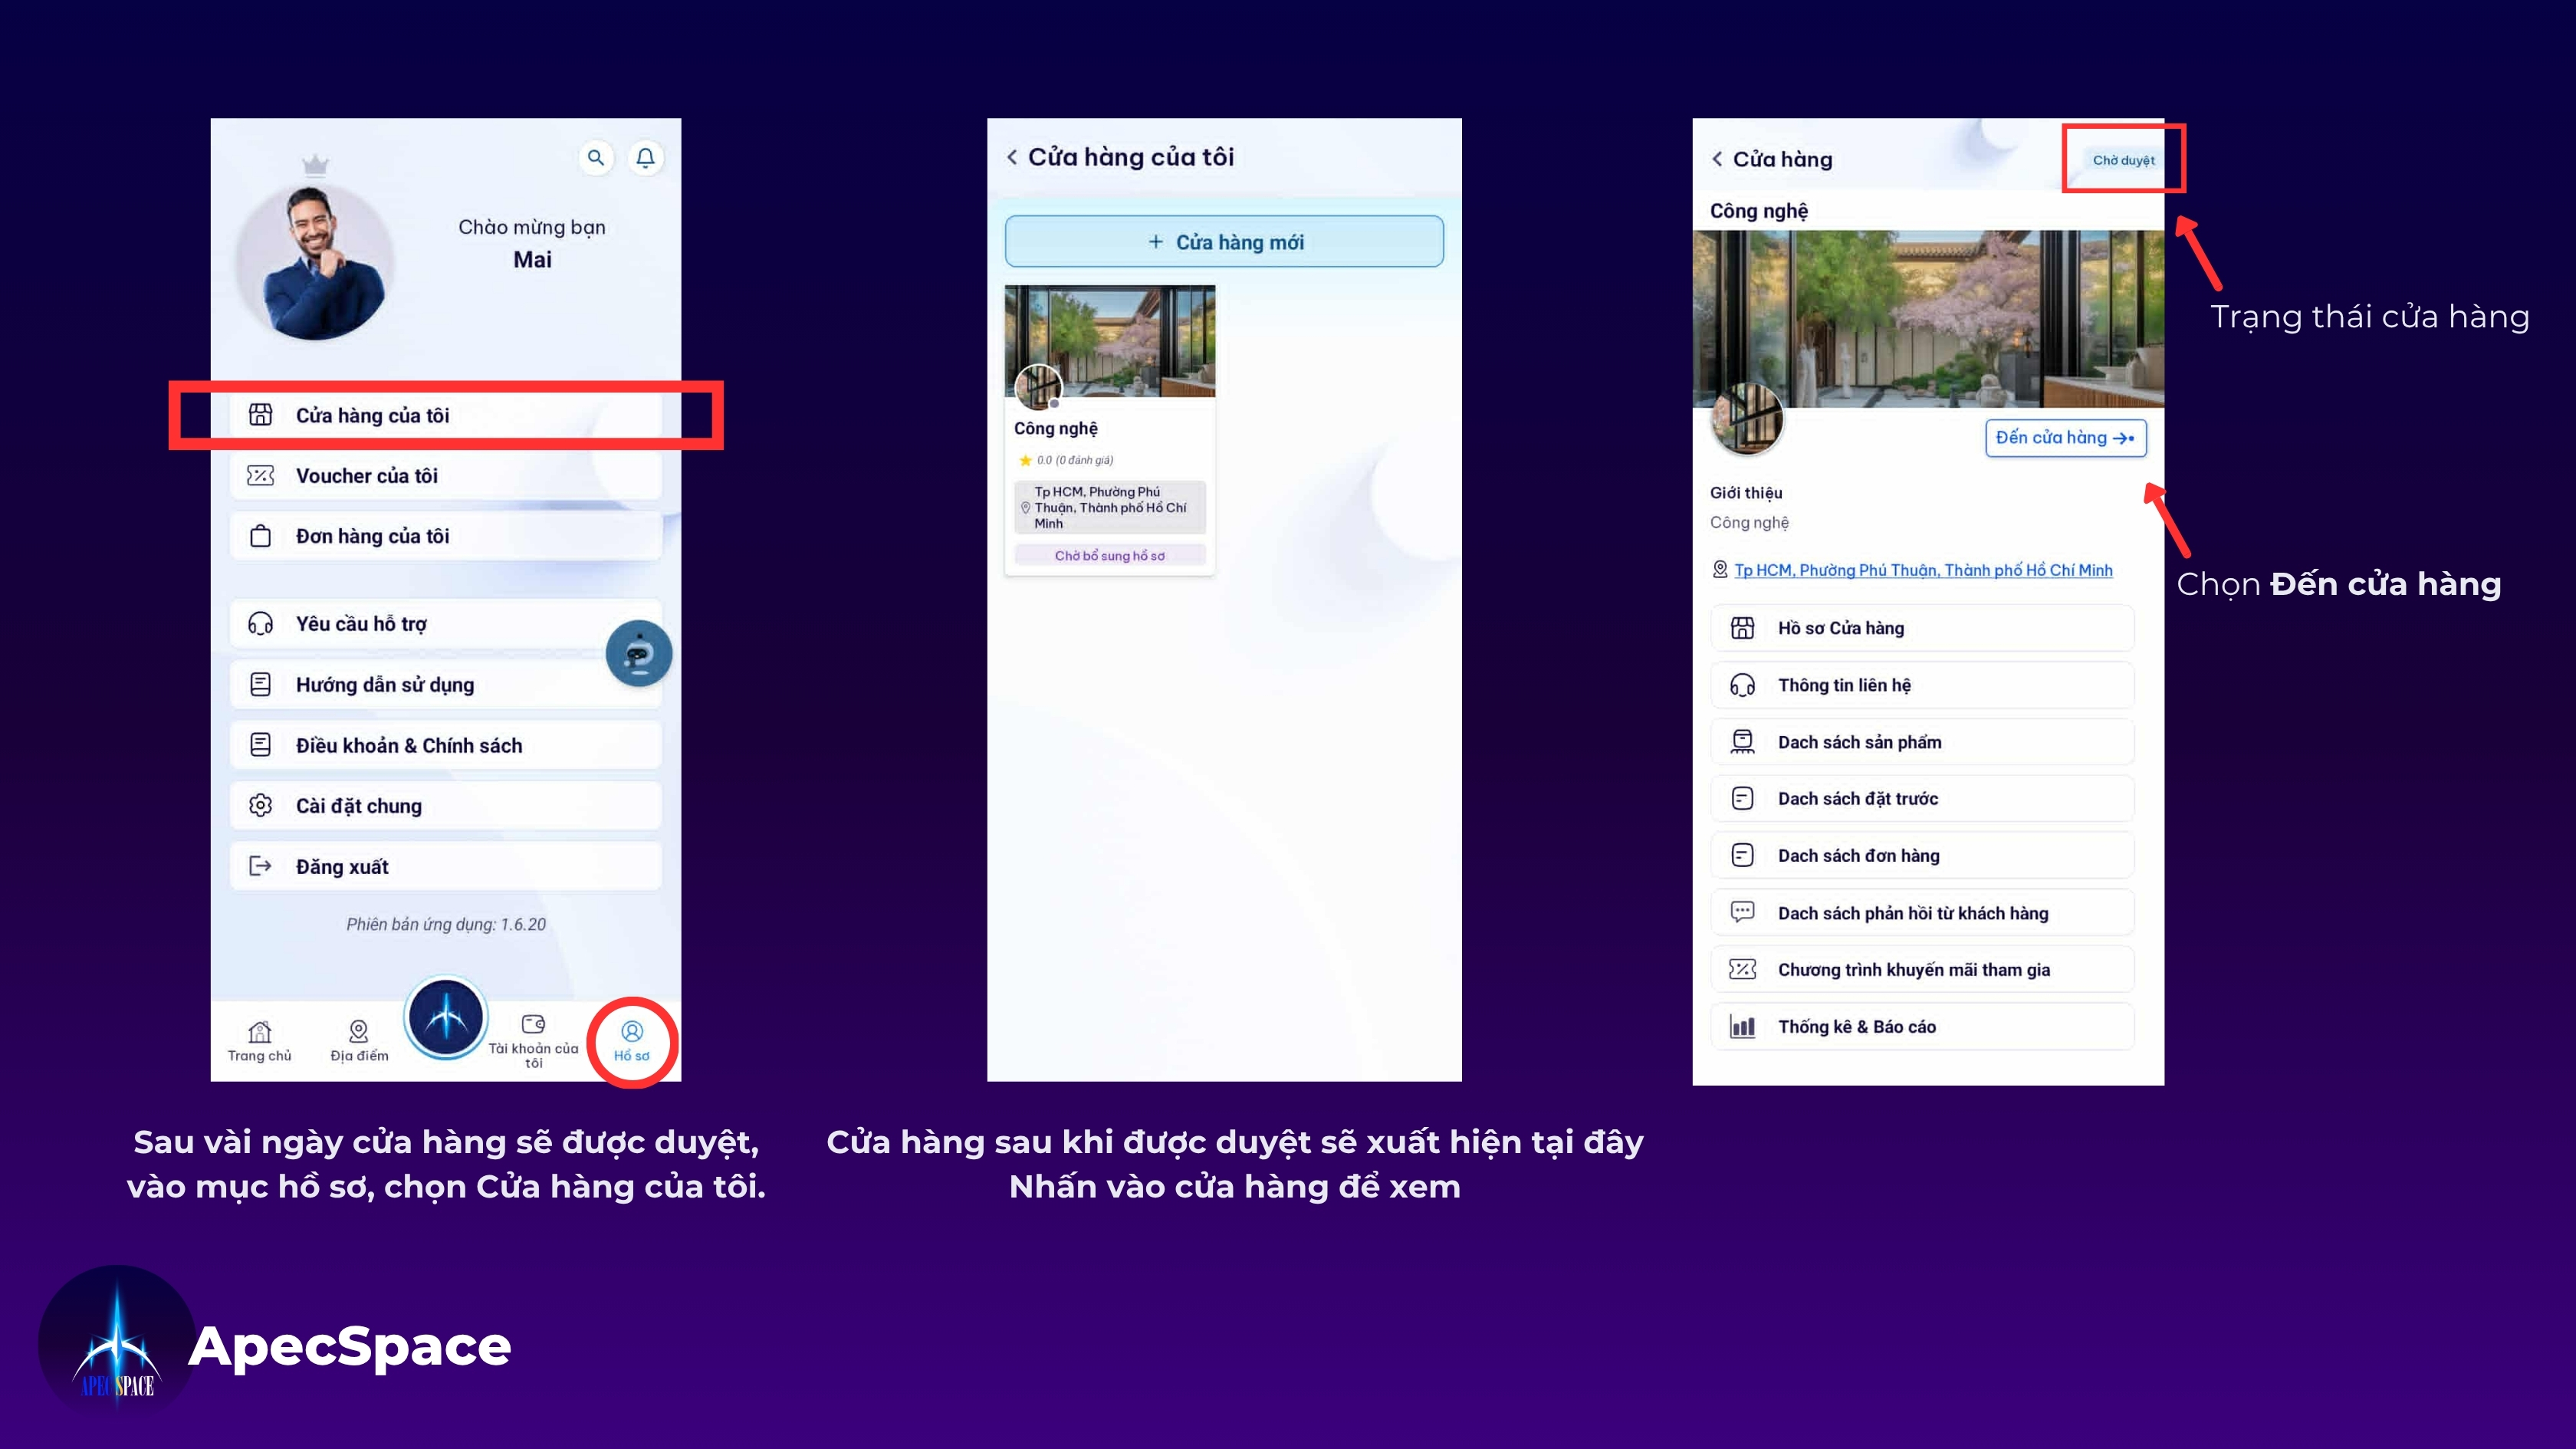 Chào mừng bạn
Mai
Cửa hàng của tôi
Voucher của tôi
Đơn hàng của tôi
Yêu cầu hỗ trợ
Hướng dẫn sử dụng
Điều khoản & Chính sách
Cài đặt chung
Đăng xuất
Phiên bản ứng dụng: 1.6.20
Trang chủ
Địa điểm
Tài khoản của
tôi
Hồ sơ
Sau vài ngày cửa hàng sẽ được duyệt,
vào mục hồ sơ, chọn Cửa hàng của tôi.
Cửa hàng của tôi
+ Cửa hàng mới
Công nghệ
0.0 (0 đánh giá)
Tp HCM, Phường Phú
Thuận, Thành phố Hồ Chí
Minh
Chờ bổ sung hồ sơ
Cửa hàng sau khi được duyệt sẽ xuất hiện tại đây
Nhấn vào cửa hàng để xem
Cửa hàng
Chờ duyệt
Công nghệ
Đến cửa hàng
Giới thiệu
Công nghệ
Tp HCM, Phường Phú Thuận, Thành phố Hồ Chí Minh
Hồ sơ Cửa hàng
Thông tin liên hệ
Dach sách sản phẩm
Dach sách đặt trước
Dach sách đơn hàng
Dach sách phản hồi từ khách hàng
Chương trình khuyến mãi tham gia
Thống kê & Báo cáo
Trạng thái cửa hàng
Chọn Đến cửa hàng
APECSPACE
ApecSpace